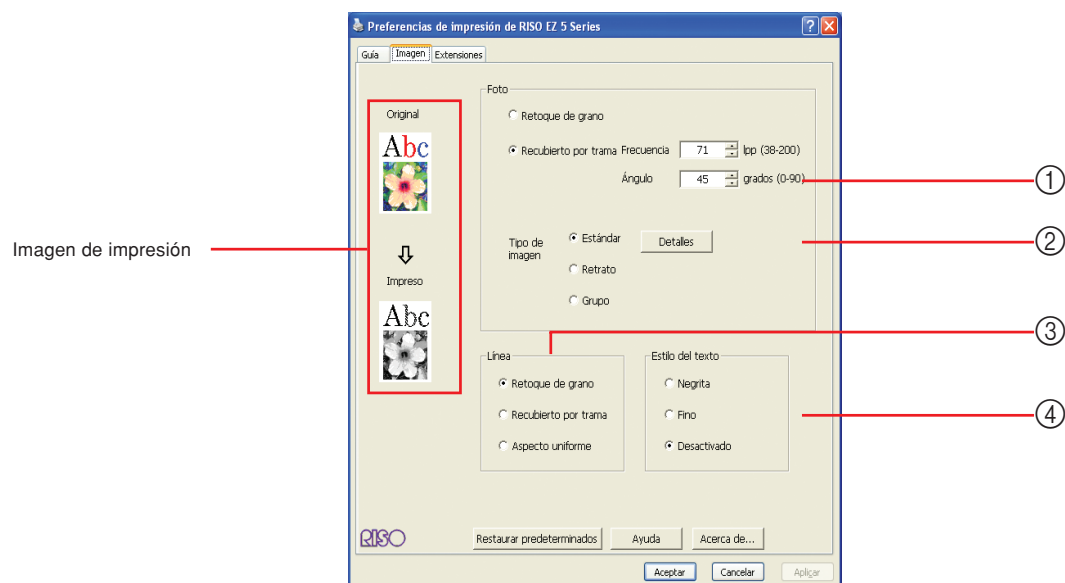 Preferencias de impresión de RISO EZ 5 Series
Guía Imagen Extensiones
Imagen de impresión
Original
Abc
Impreso
Abc
Foto
Retoque de grano
Recubierto por trama Frecuencia 71 lpp (38-200)
Ángulo 45 grados (0-90)
①
Tipo de imagen
Estándar Detalles
②
Retrato
Grupo
③
Línea
Retoque de grano
Recubierto por trama
Aspecto uniforme
Estilo del texto
Negrita
Fino
④
Desactivado
RISO
Restaurar predeterminados Ayuda Acerca de...
Aceptar Cancelar Aplicar